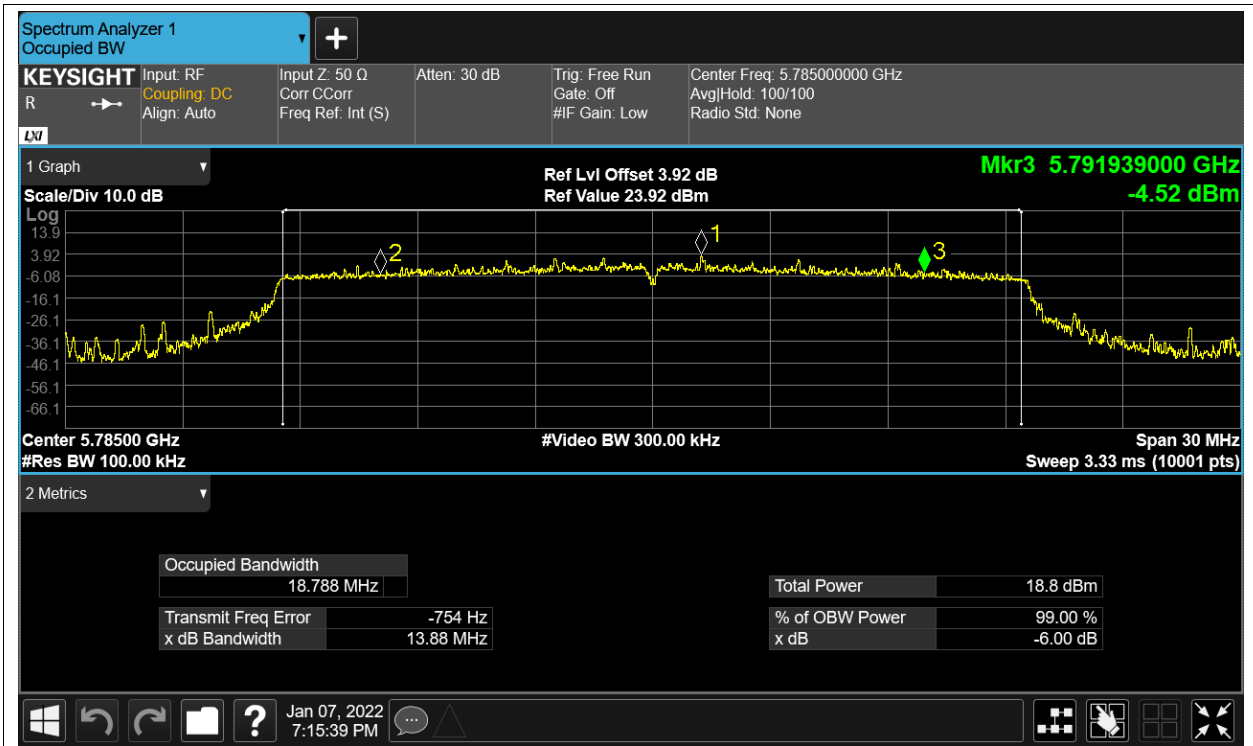 Spectrum Analyzer 1
Occupied BW
KEYSIGHT
R
LXI
Input: RF
Coupling: DC
Align: Auto
Input Z: 50 Ω
Corr CCorr
Freq Ref: Int (S)
Atten: 30 dB
Trig: Free Run
Gate: Off
#IF Gain: Low
Center Freq: 5.785000000 GHz
Avg|Hold: 100/100
Radio Std: None
1 Graph
Scale/Div 10.0 dB
Ref Lvl Offset 3.92 dB
Ref Value 23.92 dBm
Mkr3 5.791939000 GHz
-4.52 dBm
Log
13.9
3.92
-6.08
-16.1
-26.1
-36.1
-46.1
-56.1
-66.1
2
1
3
Center 5.78500 GHz
#Res BW 100.00 kHz
#Video BW 300.00 kHz
Span 30 MHz
Sweep 3.33 ms (10001 pts)
2 Metrics
Occupied Bandwidth
18.788 MHz
Transmit Freq Error -754 Hz
x dB Bandwidth 13.88 MHz
Total Power 18.8 dBm
% of OBW Power 99.00 %
x dB -6.00 dB
?
Jan 07, 2022
7:15:39 PM